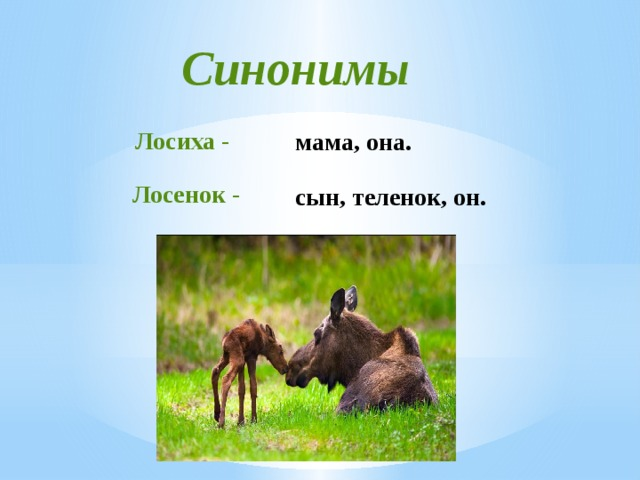 Синонимы
Лосиха - мама, она.
Лосенок - сын, теленок, он.